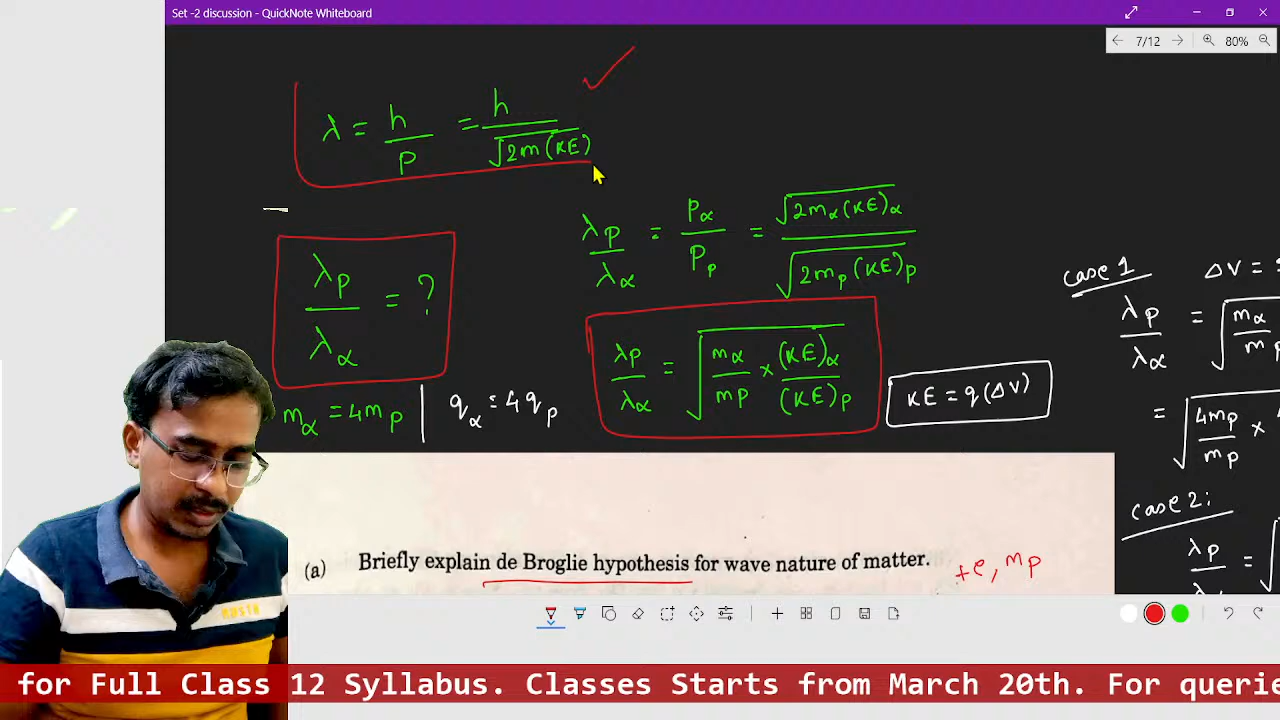 Set -2 discussion - QuickNote Whiteboard
7/12
80%
λ = h/p = h/√2m(KE)
λp/λα = pα/Pp = √2mα(KE)α/√2mp(KE)p
λp/λα = ?
λp/λα = √mα/mp × (KE)α/(KE)p
KE = q(ΔV)
mα = 4mp
qα = 4qp
case 1
ΔV =
λp/λα = √mα/m
= √4mp/mp ×
case 2:
λp/λ =
(a) Briefly explain de Broglie hypothesis for wave nature of matter.
+e, mp
for Full Class 12 Syllabus. Classes Starts from March 20th. For querie